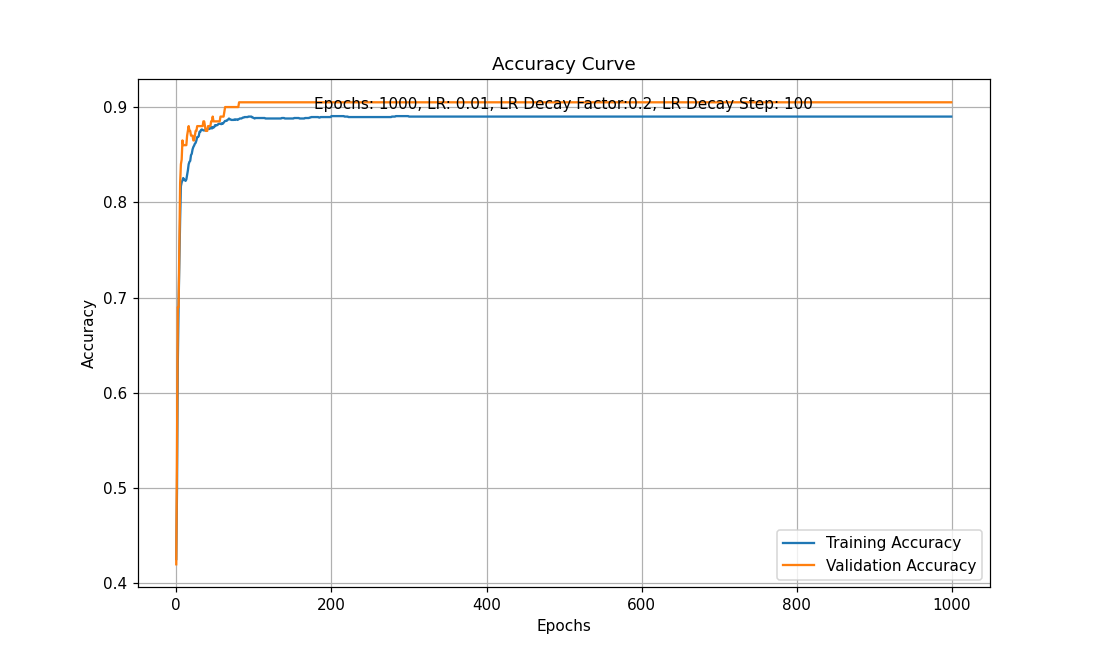 Accuracy Curve
Epochs: 1000, LR: 0.01, LR Decay Factor:0.2, LR Decay Step: 100
0.9
0.8
0.7
0.6
0.5
0.4
Accuracy
Training Accuracy
Validation Accuracy
0 200 400 600 800 1000
Epochs